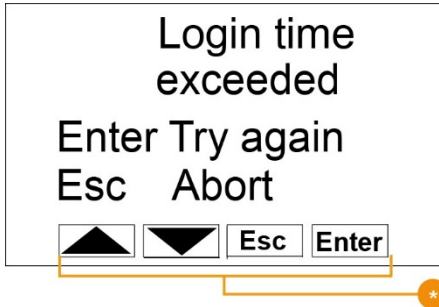 Login time
exceeded
Enter Try again
Esc Abort
Esc Enter
*